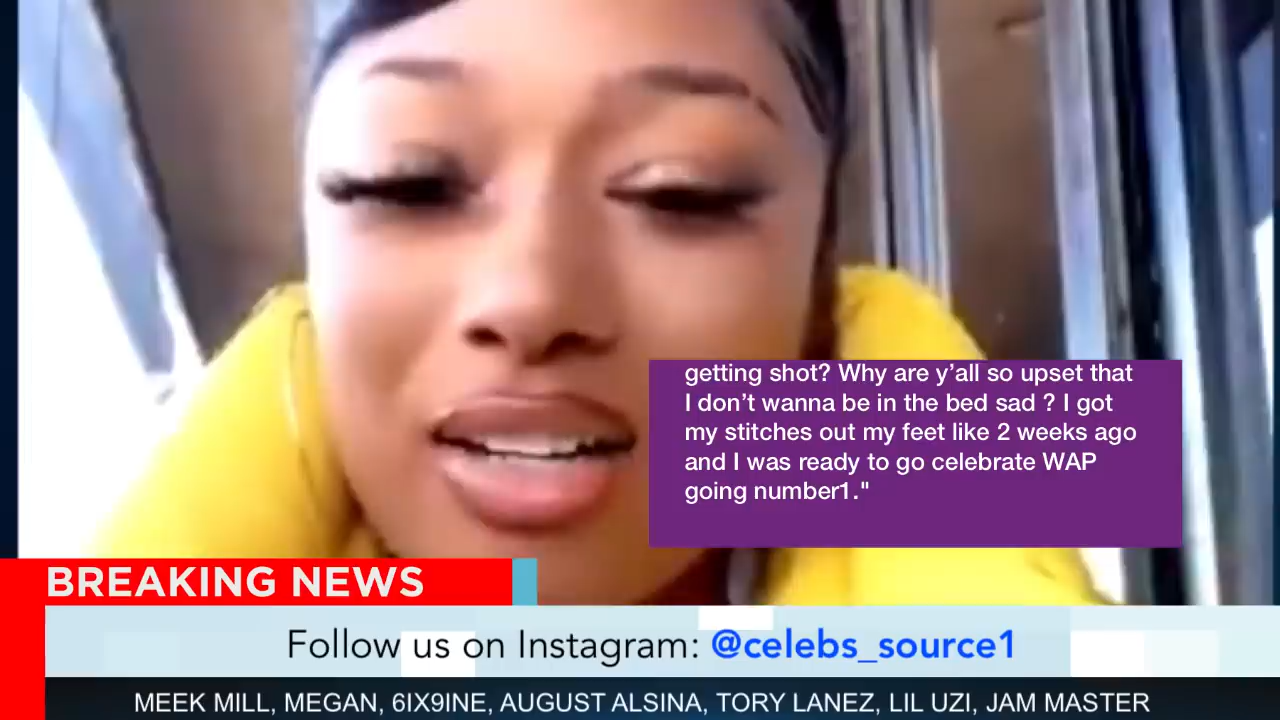 getting shot? Why are y’all so upset that
I don’t wanna be in the bed sad ? I got
my stitches out my feet like 2 weeks ago
and I was ready to go celebrate WAP
going number1."
BREAKING NEWS
Follow us on Instagram: @celebs_source1
MEEK MILL, MEGAN, 6IX9INE, AUGUST ALSINA, TORY LANEZ, LIL UZI, JAM MASTER